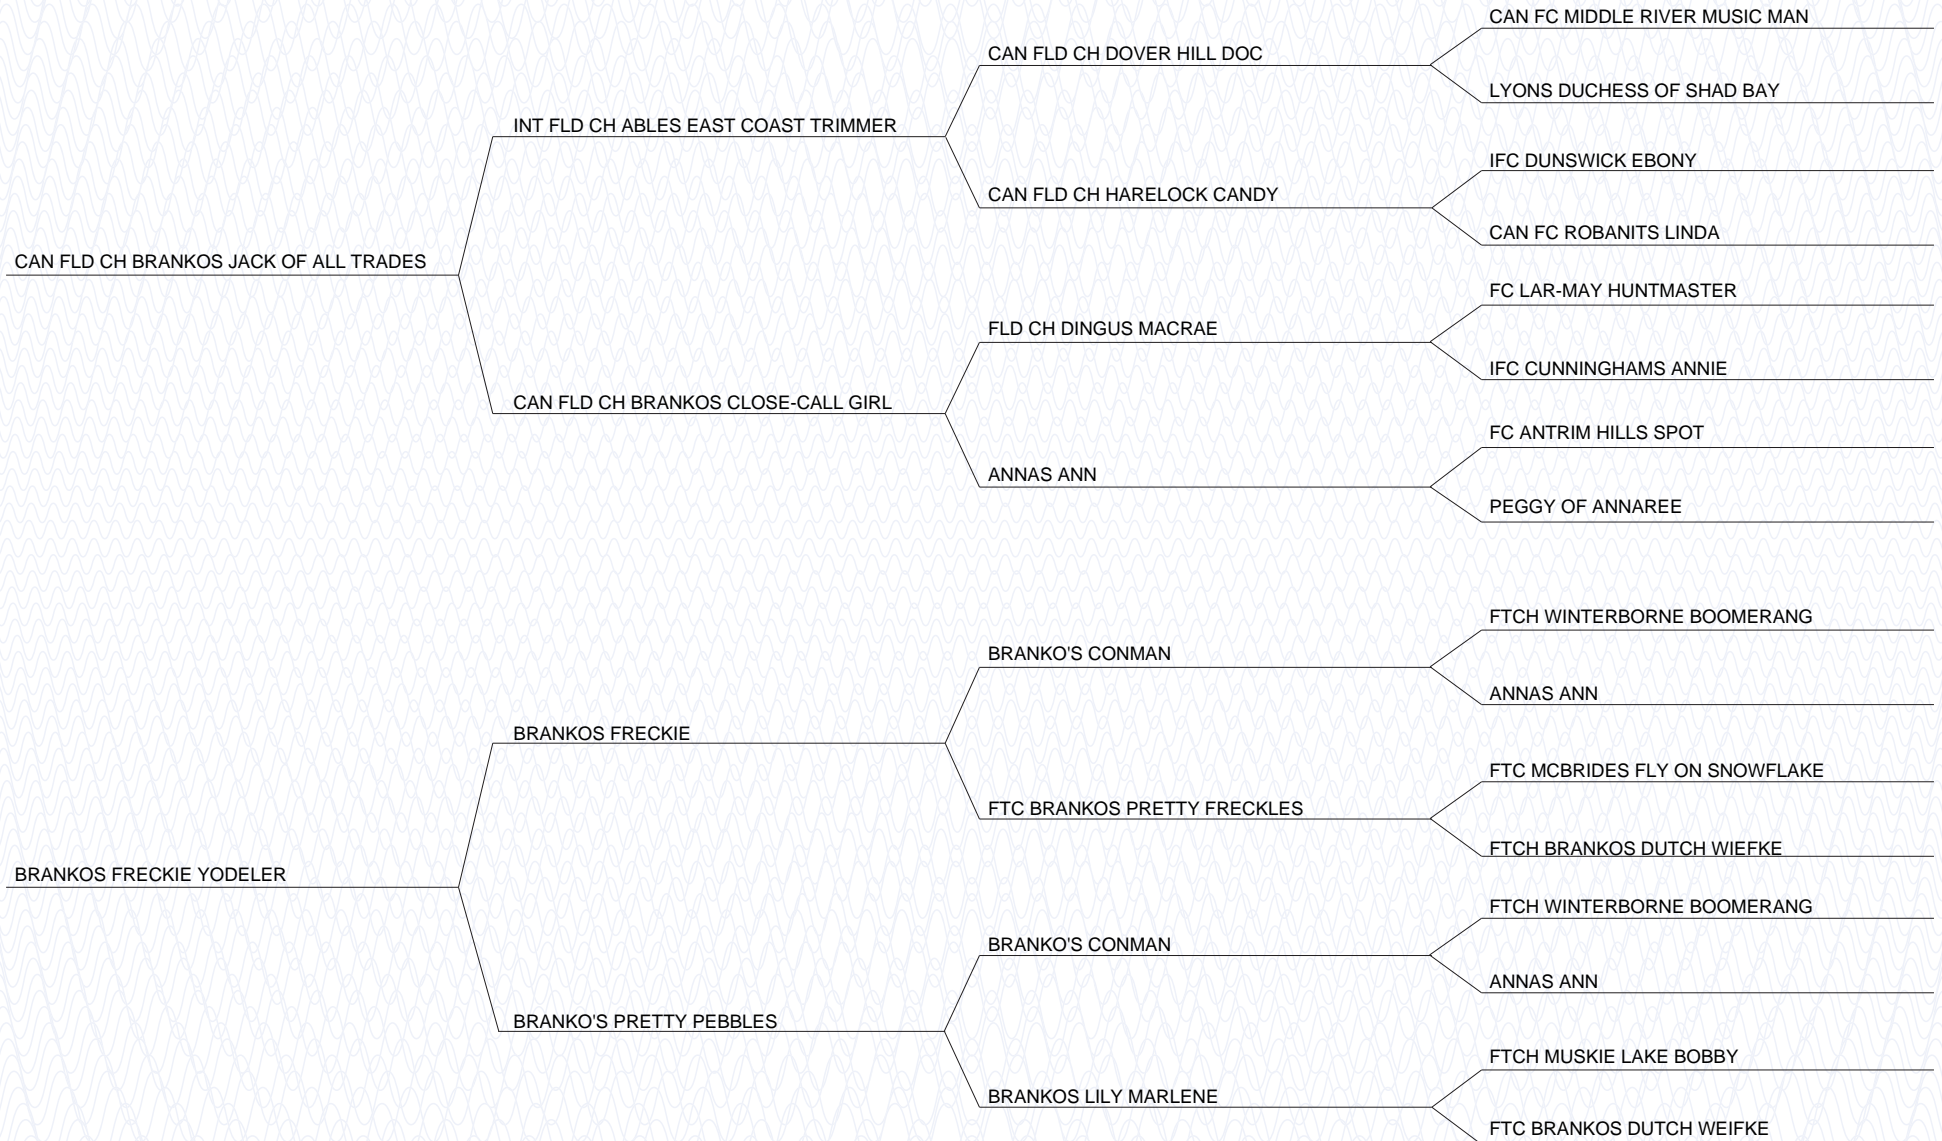 CAN FC MIDDLE RIVER MUSIC MAN
CAN FLD CH DOVER HILL DOC
LYONS DUCHESS OF SHAD BAY
INT FLD CH ABLES EAST COAST TRIMMER
IFC DUNSWICK EBONY
CAN FLD CH HARELOCK CANDY
CAN FC ROBANITS LINDA
CAN FLD CH BRANKOS JACK OF ALL TRADES
FC LAR-MAY HUNTMASTER
FLD CH DINGUS MACRAE
IFC CUNNINGHAMS ANNIE
CAN FLD CH BRANKOS CLOSE-CALL GIRL
FC ANTRIM HILLS SPOT
ANNAS ANN
PEGGY OF ANNAREE
FTCH WINTERBORNE BOOMERANG
BRANKO'S CONMAN
ANNAS ANN
BRANKOS FRECKIE
FTC MCBRIDES FLY ON SNOWFLAKE
FTC BRANKOS PRETTY FRECKLES
FTCH BRANKOS DUTCH WIEFKE
BRANKOS FRECKIE YODELER
FTCH WINTERBORNE BOOMERANG
BRANKO'S CONMAN
ANNAS ANN
BRANKO'S PRETTY PEBBLES
FTCH MUSKIE LAKE BOBBY
BRANKOS LILY MARLENE
FTC BRANKOS DUTCH WEIFKE